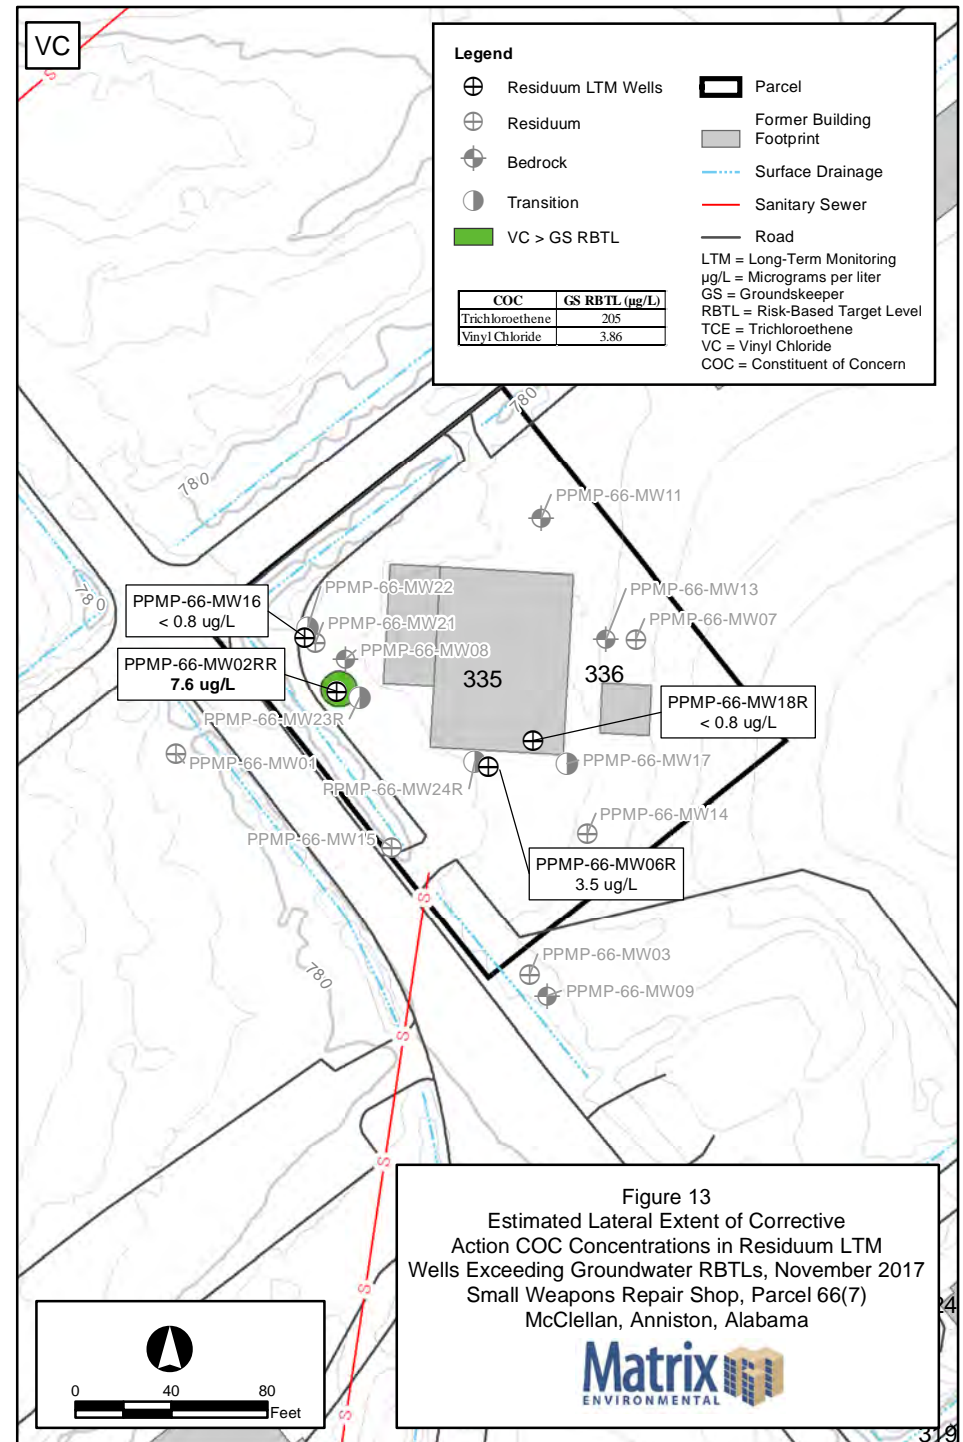 VC
Legend
Residuum LTM Wells
Residuum
Bedrock
Transition
VC > GS RBTL
Parcel
Former Building
Footprint
Surface Drainage
Sanitary Sewer
Road
LTM = Long-Term Monitoring
µg/L = Micrograms per liter
GS = Groundskeeper
RBTL = Risk-Based Target Level
TCE = Trichloroethene
VC = Vinyl Chloride
COC = Constituent of Concern
COC GS RBTL (µg/L)
Trichloroethene 205
Vinyl Chloride 3.86
S
780
780
780
PPMP-66-MW11
PPMP-66-MW22
PPMP-66-MW13
PPMP-66-MW16
< 0.8 ug/L
PPMP-66-MW21
PPMP-66-MW07
PPMP-66-MW08
PPMP-66-MW02RR
7.6 ug/L
335
336
PPMP-66-MW18R
< 0.8 ug/L
PPMP-66-MW23R
PPMP-66-MW01
PPMP-66-MW17
PPMP-66-MW24R
PPMP-66-MW14
PPMP-66-MW15
PPMP-66-MW06R
3.5 ug/L
S
PPMP-66-MW03
780
PPMP-66-MW09
S
S
S
S
Figure 13
Estimated Lateral Extent of Corrective
Action COC Concentrations in Residuum LTM
Wells Exceeding Groundwater RBTLs, November 2017
Small Weapons Repair Shop, Parcel 66(7)
McClellan, Anniston, Alabama
Matrix
ENVIRONMENTAL
24
319
0 40 80
Feet